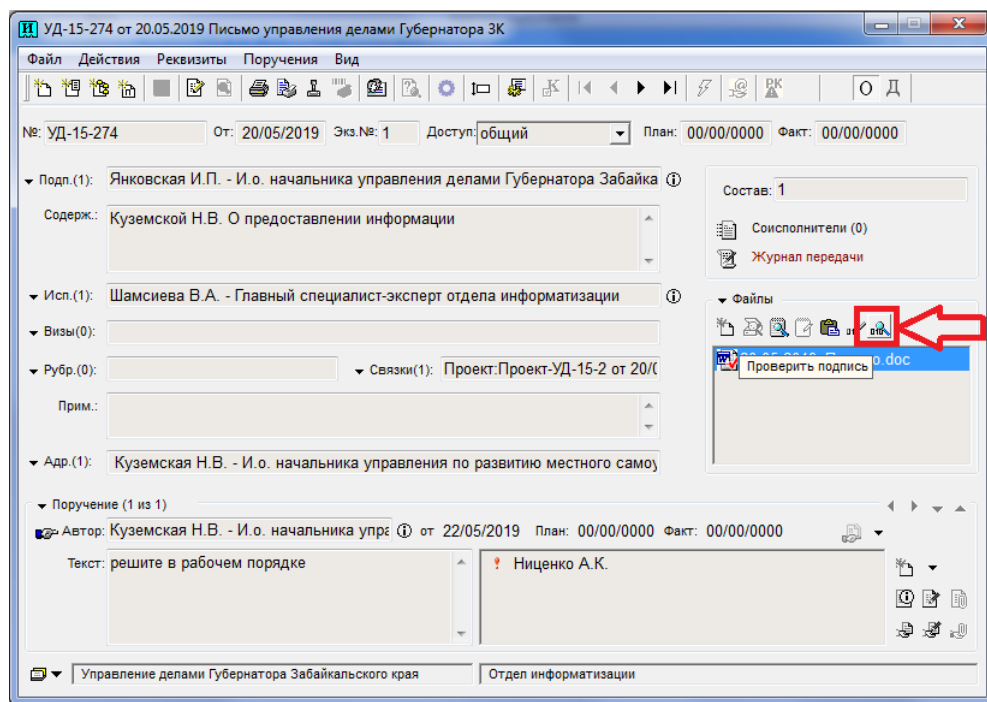 УД-15-274 от 20.05.2019 Письмо управления делами Губернатора ЗК
Файл Действия Реквизиты Поручения Вид
О Д
№: УД-15-274 От: 20/05/2019 Экз.№: 1 Доступ: общий План: 00/00/0000 Факт: 00/00/0000
Подп.(1): Янковская И.П. - И.о. начальника управления делами Губернатора Забайка
Состав: 1
Содерж.: Куземской Н.В. О предоставлении информации
Соисполнители (0)
Журнал передачи
Исп.(1): Шамсиева В.А. - Главный специалист-эксперт отдела информатизации
Файлы
Визы(0):
Рубр.(0): Связки(1): Проект:Проект-УД-15-2 от 20/(
.doc
Проверить подпись
Прим.:
Адр.(1): Куземская Н.В. - И.о. начальника управления по развитию местного самоу
Поручение (1 из 1)
Автор: Куземская Н.В. - И.о. начальника упра от 22/05/2019 План: 00/00/0000 Факт: 00/00/0000
Текст: решите в рабочем порядке
Ниценко А.К.
Управление делами Губернатора Забайкальского края
Отдел информатизации